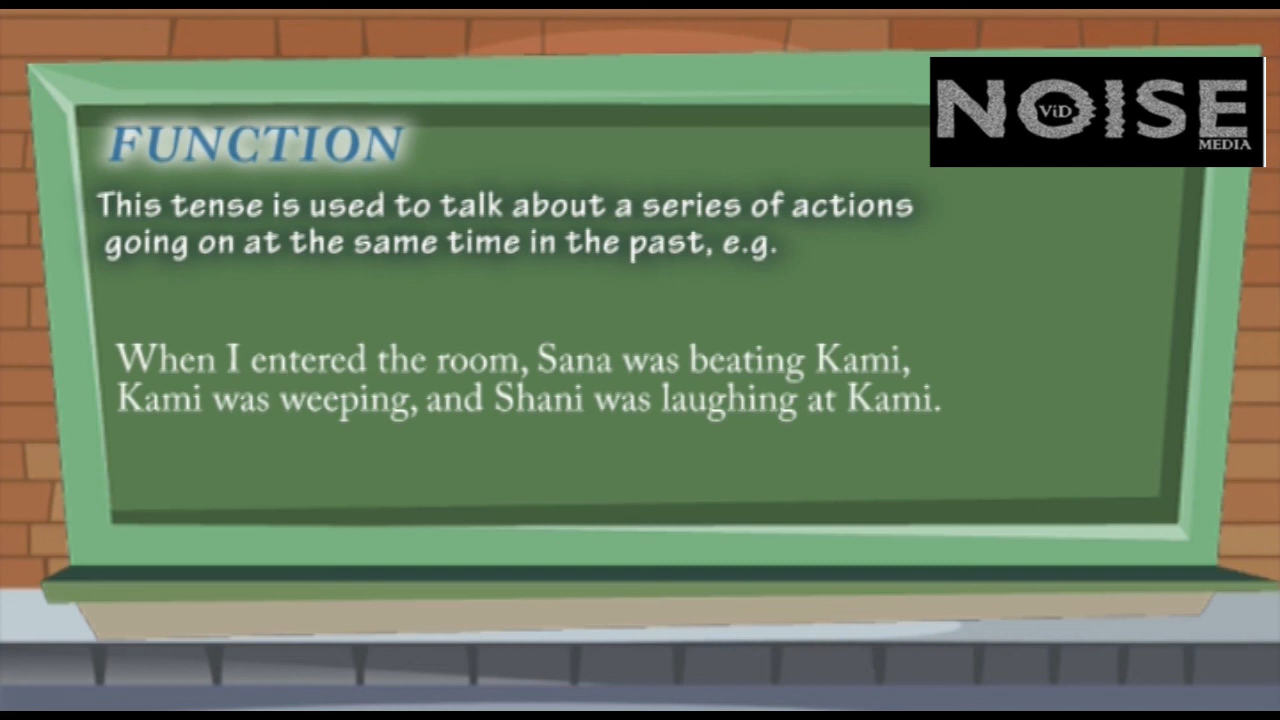 NOISE
ViD
MEDIA
FUNCTION
This tense is used to talk about a series of actions
going on at the same time in the past, e.g.
When I entered the room, Sana was beating Kami,
Kami was weeping, and Shani was laughing at Kami.